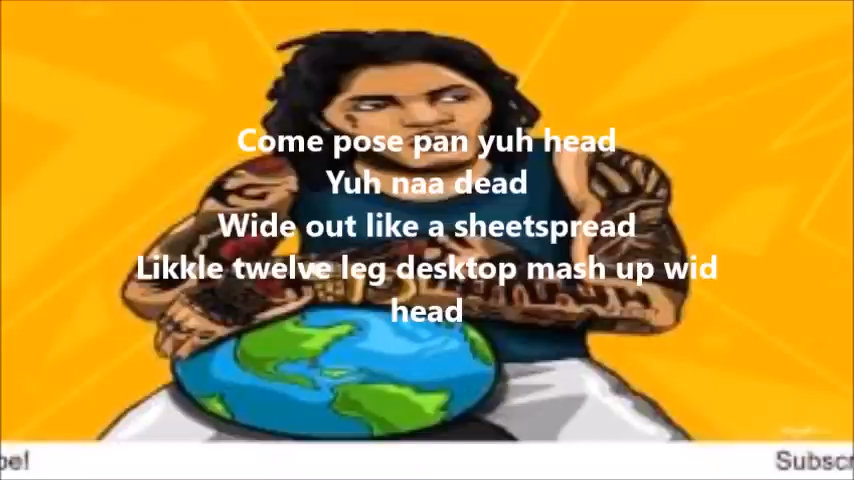 Come pose pan yuh head
Yuh naa dead
Wide out like a sheetspread
Likkle twelve leg desktop mash up wid
head
be!
Subscr